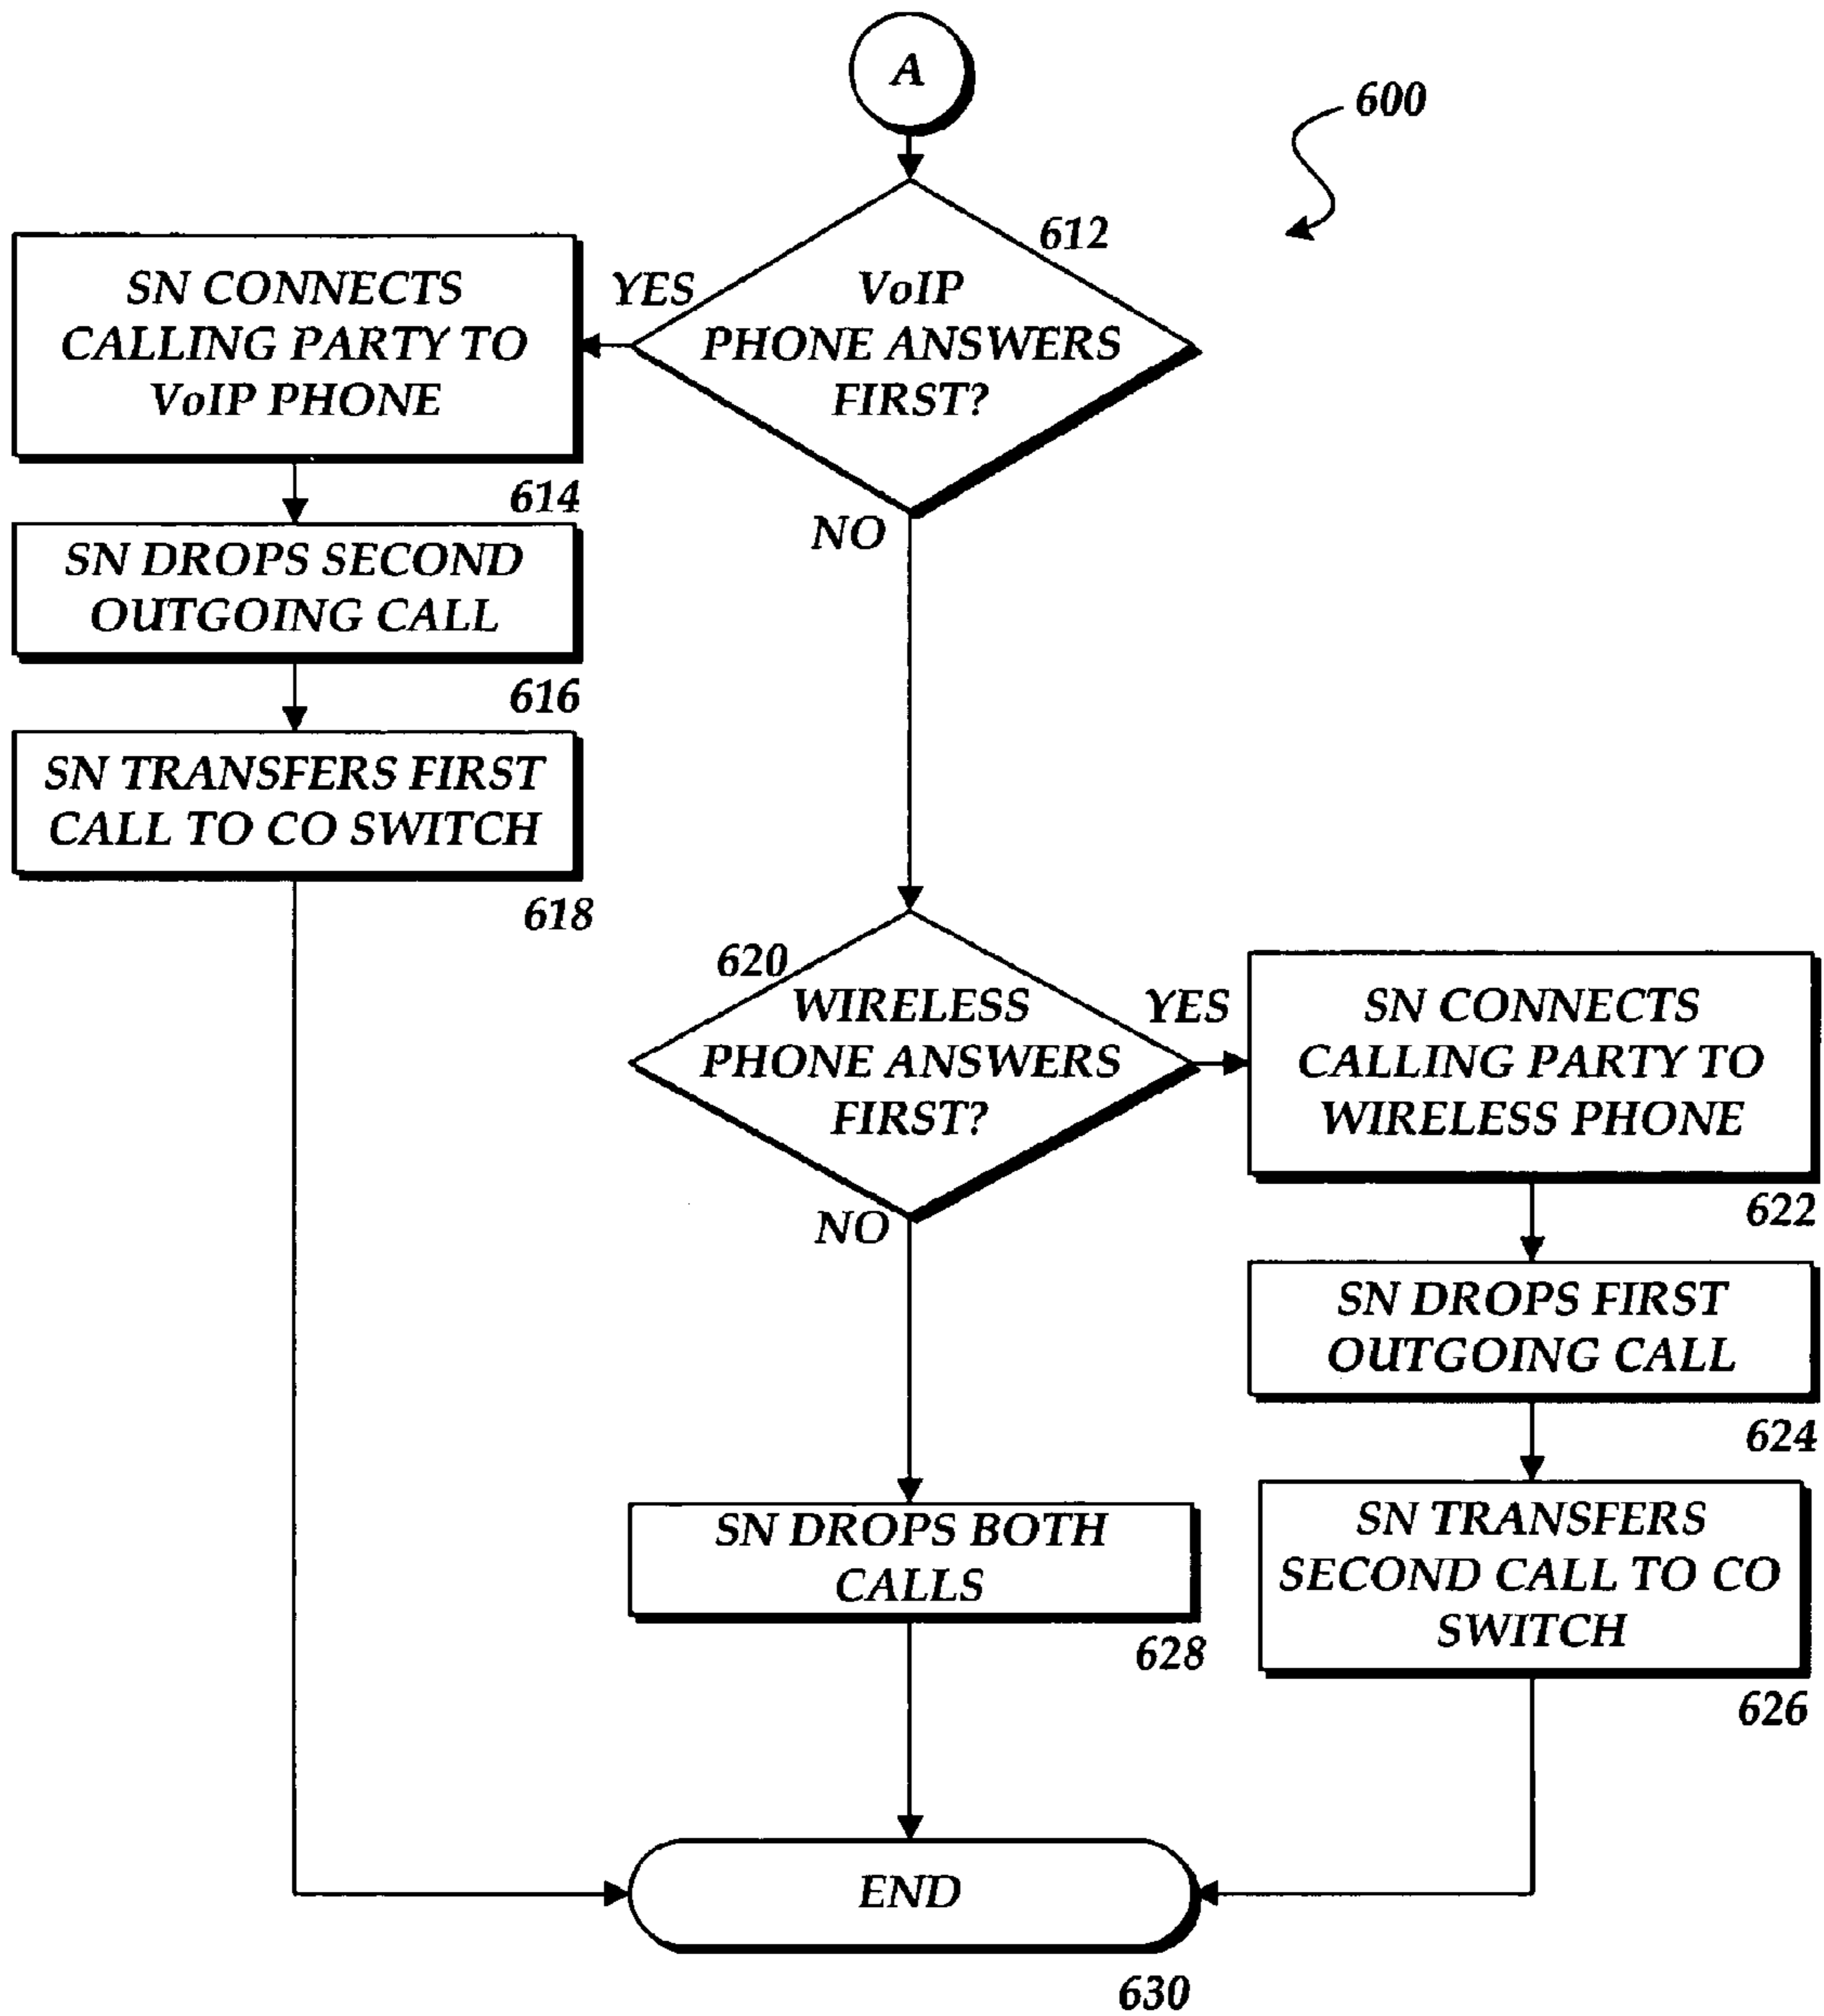 A
600
612
VoIP
PHONE ANSWERS
FIRST?
YES
SN CONNECTS
CALLING PARTY TO
VoIP PHONE
614
SN DROPS SECOND
OUTGOING CALL
616
SN TRANSFERS FIRST
CALL TO CO SWITCH
618
NO
620
WIRELESS
PHONE ANSWERS
FIRST?
YES
SN CONNECTS
CALLING PARTY TO
WIRELESS PHONE
622
SN DROPS FIRST
OUTGOING CALL
624
SN TRANSFERS
SECOND CALL TO CO
SWITCH
626
NO
SN DROPS BOTH
CALLS
628
END
630